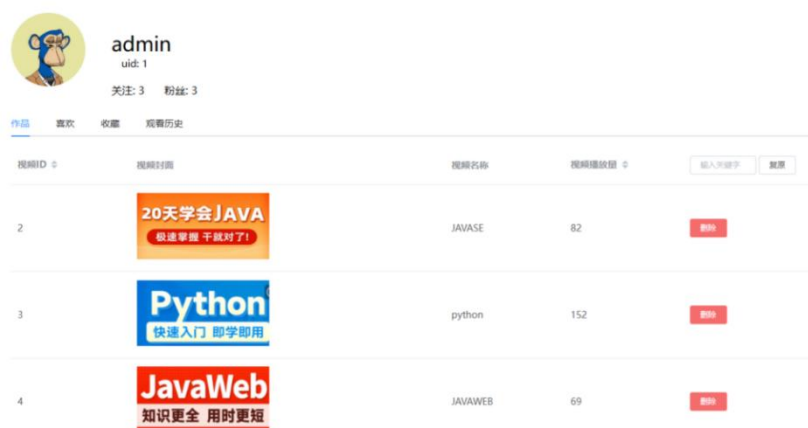 admin
uid: 1
关注: 3 粉丝: 3
作品 喜欢 收藏 观看历史
视频ID 视频封面 视频名称 视频播放量 输入关键字 复原
20天学会JAVA
极速掌握 干就对了!
2 JAVASE 82 删除
Python
快速入门 即学即用
3 python 152 删除
JavaWeb
知识更全 用时更短
4 JAVAWEB 69 删除